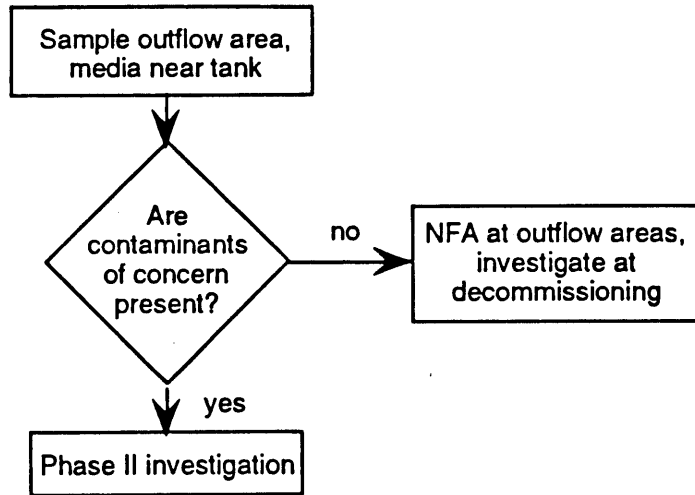 Sample outflow area,
media near tank
Are
contaminants
of concern
present?
no
NFA at outflow areas,
investigate at
decommissioning
yes
Phase II investigation